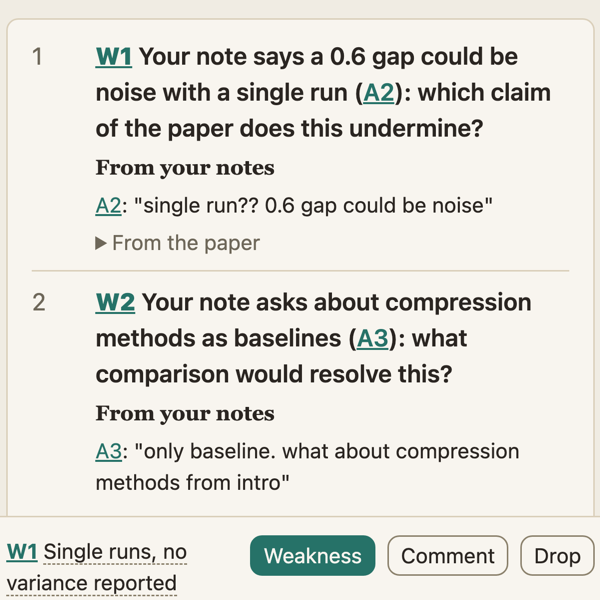 1
W1 Your note says a 0.6 gap could be
noise with a single run (A2): which claim
of the paper does this undermine?
From your notes
A2: "single run?? 0.6 gap could be noise"
▶ From the paper
2
W2 Your note asks about compression
methods as baselines (A3): what
comparison would resolve this?
From your notes
A3: "only baseline. what about compression
methods from intro"
W1 Single runs, no
variance reported
Weakness
Comment
Drop